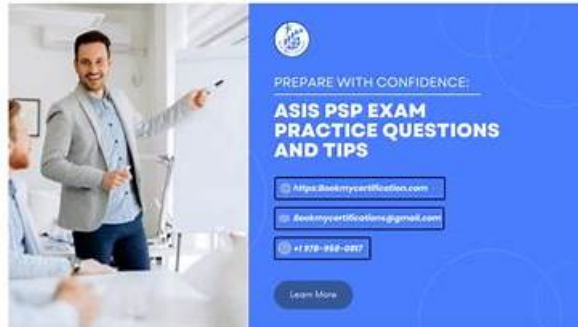 PREPARE WITH CONFIDENCE:
ASIS PSP EXAM
PRACTICE QUESTIONS
AND TIPS
https:Bookmycertification.com
Bookmycertifications@gmail.com
+1 978-958-0817
Learn More